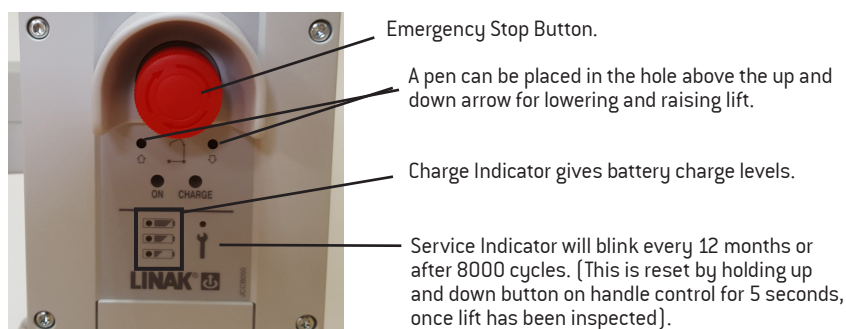 Emergency Stop Button.
A pen can be placed in the hole above the up and
down arrow for lowering and raising lift.
ON CHARGE
Charge Indicator gives battery charge levels.
Service Indicator will blink every 12 months or
after 8000 cycles. (This is reset by holding up
and down button on handle control for 5 seconds,
once lift has been inspected).
LINAK®